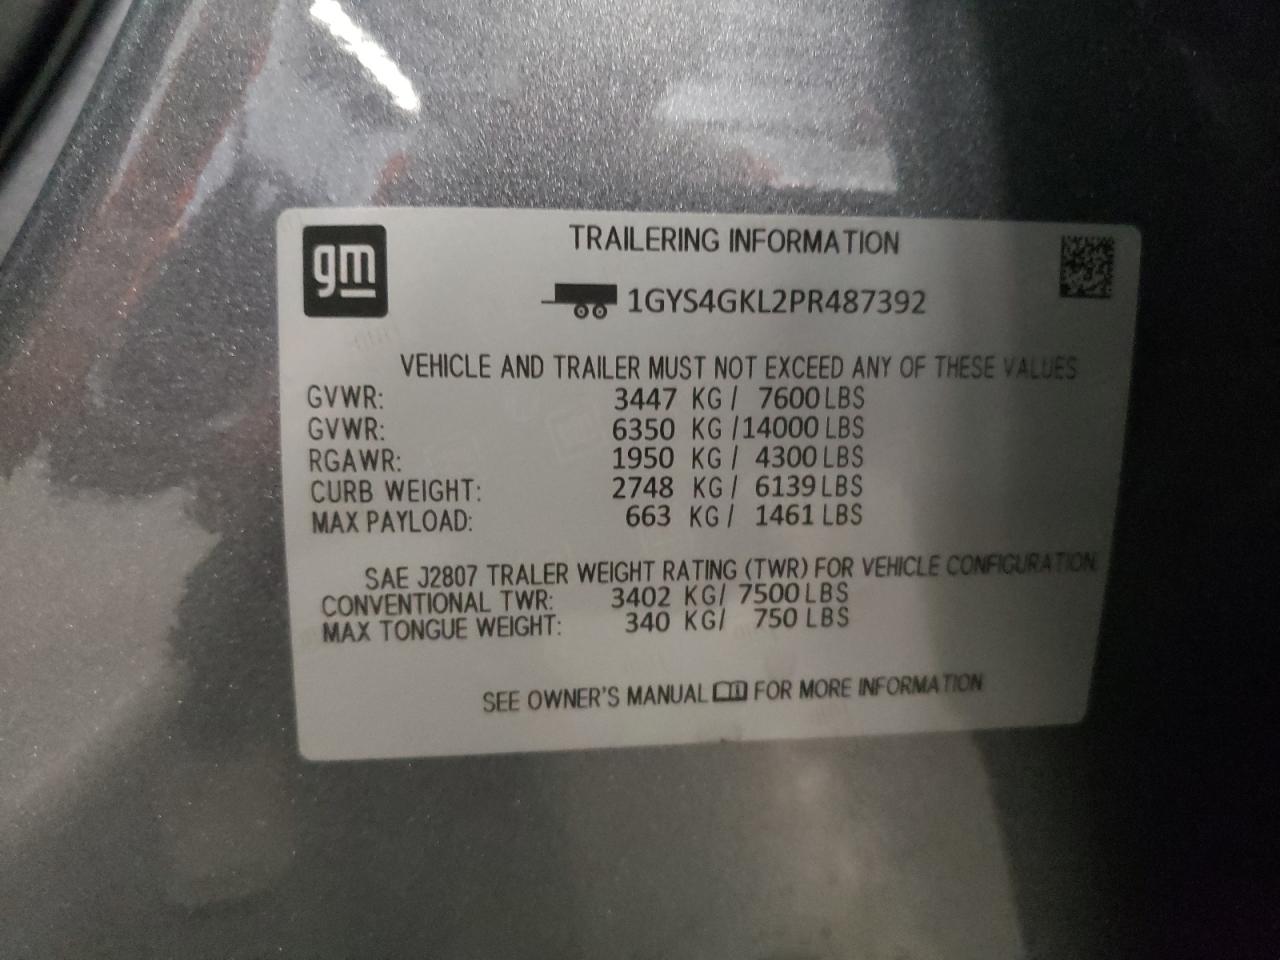 gm
TRAILERING INFORMATION
1GYS4GKL2PR487392
VEHICLE AND TRAILER MUST NOT EXCEED ANY OF THESE VALUES
GVWR: 3447 KG/ 7600 LBS
GVWR: 6350 KG/14000 LBS
RGAWR: 1950 KG/ 4300 LBS
CURB WEIGHT: 2748 KG/ 6139 LBS
MAX PAYLOAD: 663 KG/ 1461 LBS
SAE J2807 TRALER WEIGHT RATING (TWR) FOR VEHICLE CONFIGURATION
CONVENTIONAL TWR: 3402 KG/ 7500 LBS
MAX TONGUE WEIGHT: 340 KG/ 750 LBS
SEE OWNER'S MANUAL FOR MORE INFORMATION